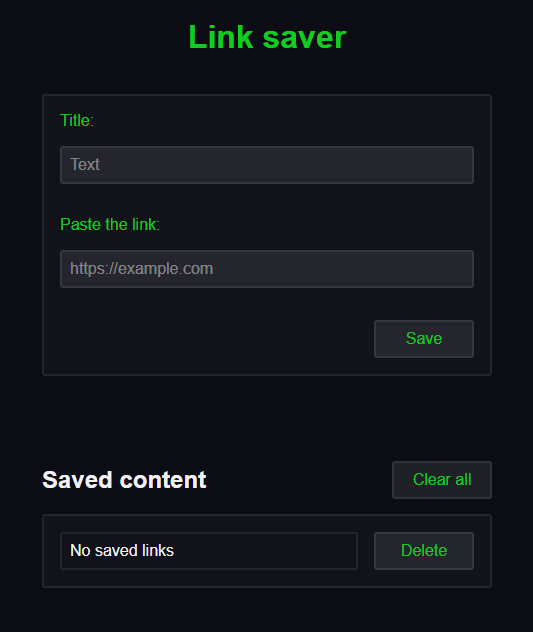 Link saver
Title:
Text
Paste the link:
https://example.com
Save
Saved content
Clear all
No saved links
Delete